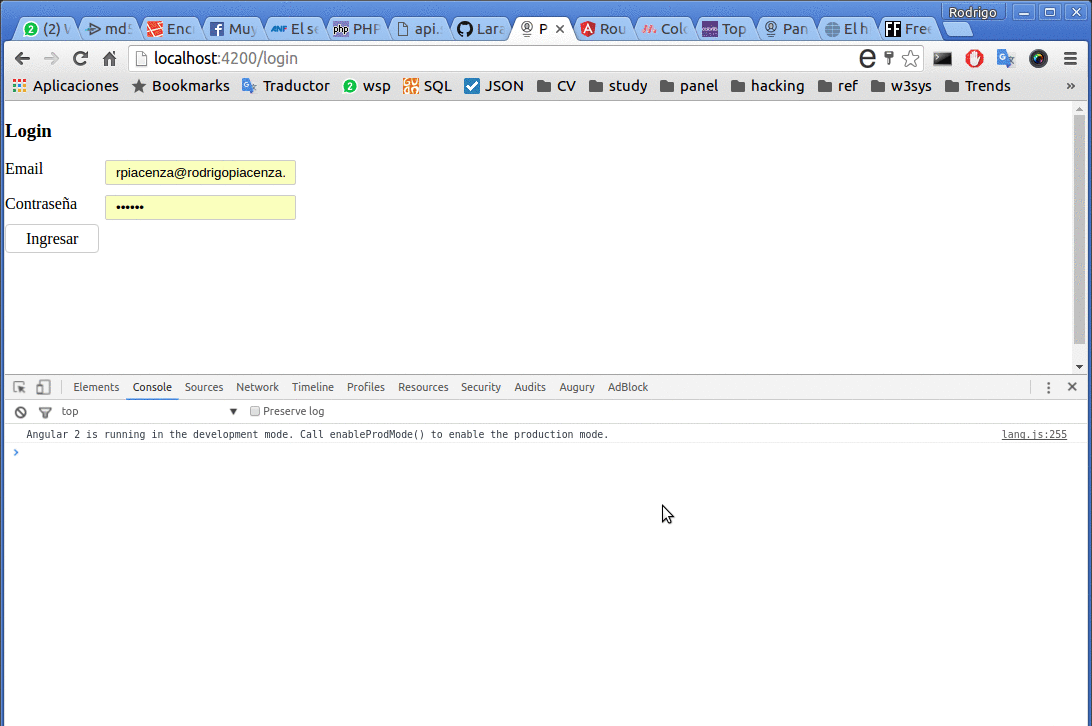 Rodrigo
(2) W md5 Enc Muy El se PHP api. Lara P Rou Colo Top Pan El h Free
localhost:4200/login
Aplicaciones Bookmarks Traductor wsp SQL JSON CV study panel hacking ref w3sys Trends »
Login
Email rpiacenza@rodrigopiacenza.
Contraseña ••••••
Ingresar
Elements Console Sources Network Timeline Profiles Resources Security Audits Augury AdBlock
top Preserve log
Angular 2 is running in the development mode. Call enableProdMode() to enable the production mode. lang.js:255